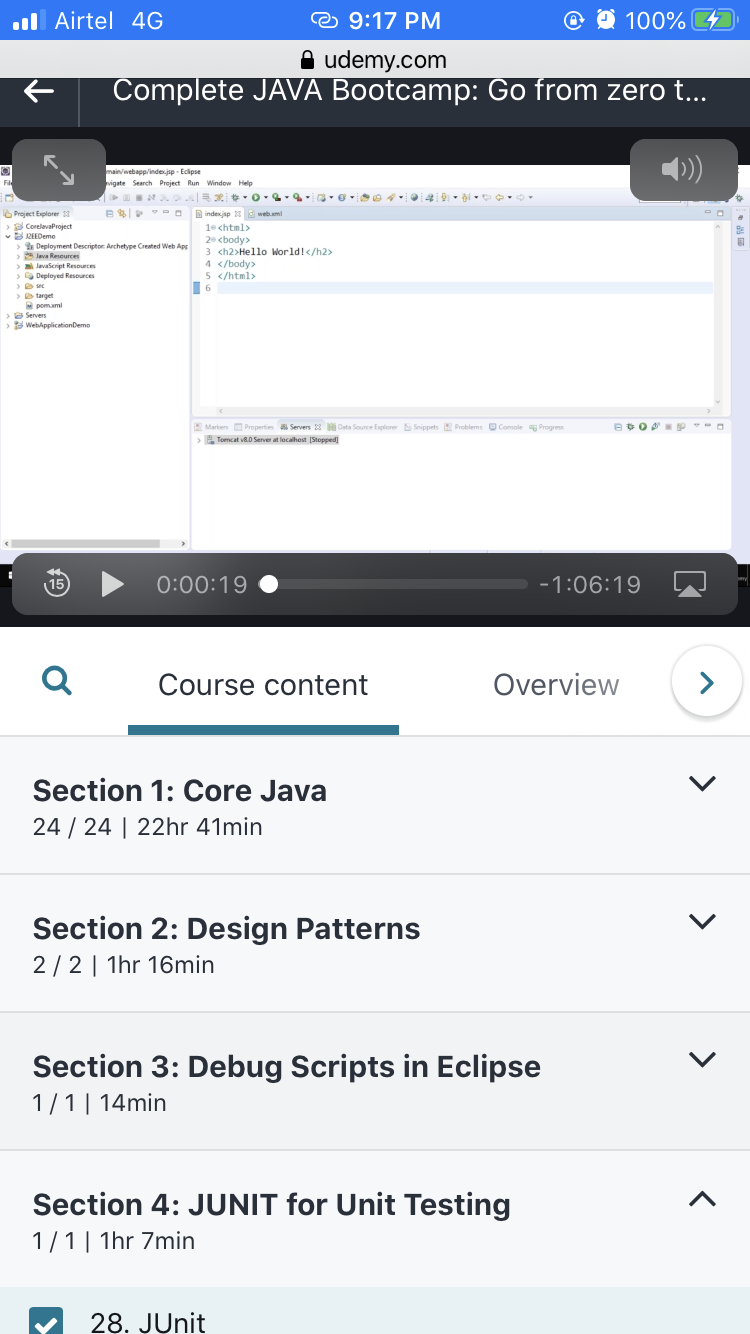 Airtel 4G 9:17 PM 100%
udemy.com
Complete JAVA Bootcamp: Go from zero t...
main/webapp/index.jsp - Eclipse
File vigate Search Project Run Window Help
Project Explorer index.jsp web.xml
CoreJavaProject
J2EEDemo
Deployment Descriptor: Archetype Created Web App
Java Resources
JavaScript Resources
Deployed Resources
src
target
pom.xml
Servers
WebApplicationDemo
1 <html>
2 <body>
3 <h2>Hello World!</h2>
4 </body>
5 </html>
6
Markers Properties Servers Data Source Explorer Snippets Problems Console Progress
Tomcat v8.0 Server at localhost [Stopped]
15 0:00:19 -1:06:19
Course content Overview
Section 1: Core Java
24 / 24 | 22hr 41min
Section 2: Design Patterns
2 / 2 | 1hr 16min
Section 3: Debug Scripts in Eclipse
1 / 1 | 14min
Section 4: JUNIT for Unit Testing
1 / 1 | 1hr 7min
28. JUnit